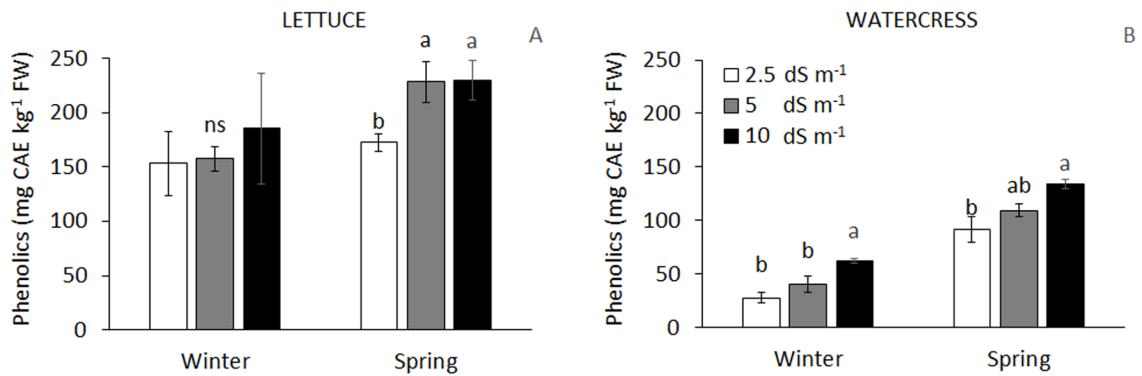 LETTUCE
A
Phenolics (mg CAE kg-1 FW)
250
200
150
100
50
0
ns
b
a
a
Winter
Spring
WATERCRESS
B
Phenolics (mg CAE kg-1 FW)
250
200
150
100
50
0
2.5 dS m-1
5 dS m-1
10 dS m-1
b
b
a
b
ab
a
Winter
Spring